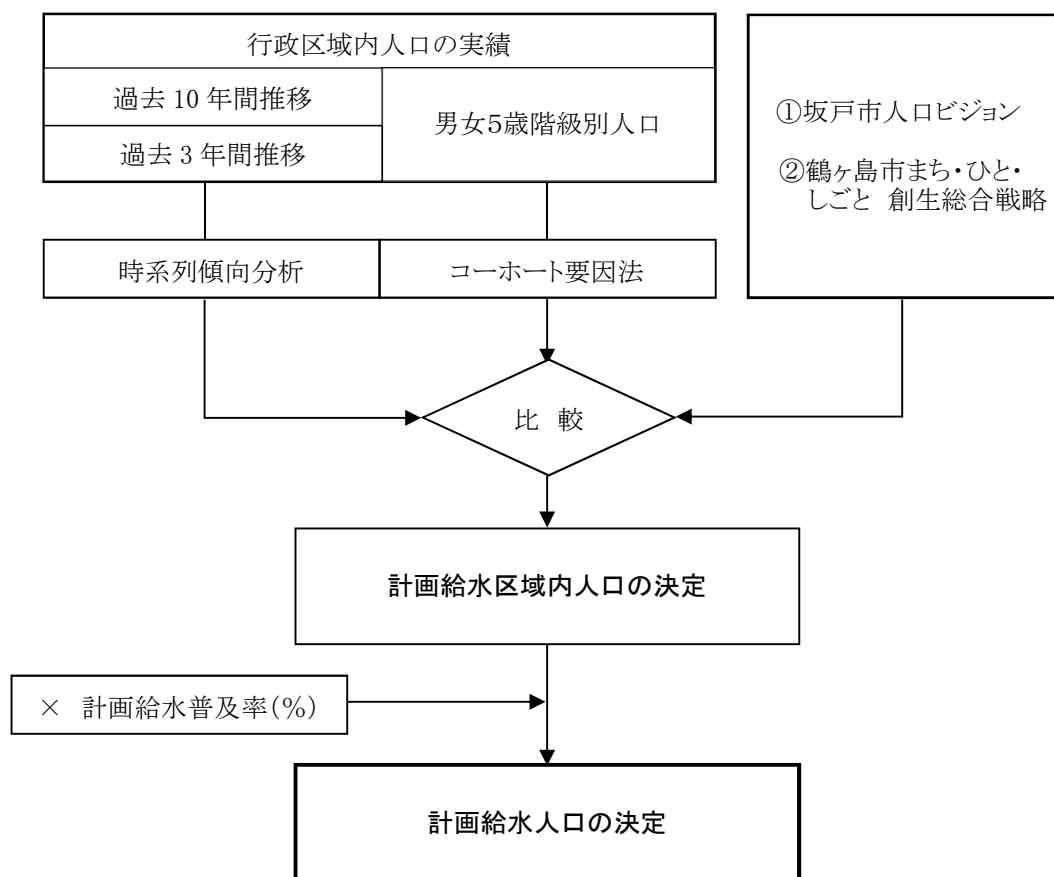 行政区域内人口の実績
過去 10 年間推移
過去 3 年間推移
男女5歳階級別人口
①坂戸市人口ビジョン
②鶴ヶ島市まち・ひと・
しごと 創生総合戦略
時系列傾向分析
コーホート要因法
比 較
計画給水区域内人口の決定
× 計画給水普及率(%)
計画給水人口の決定